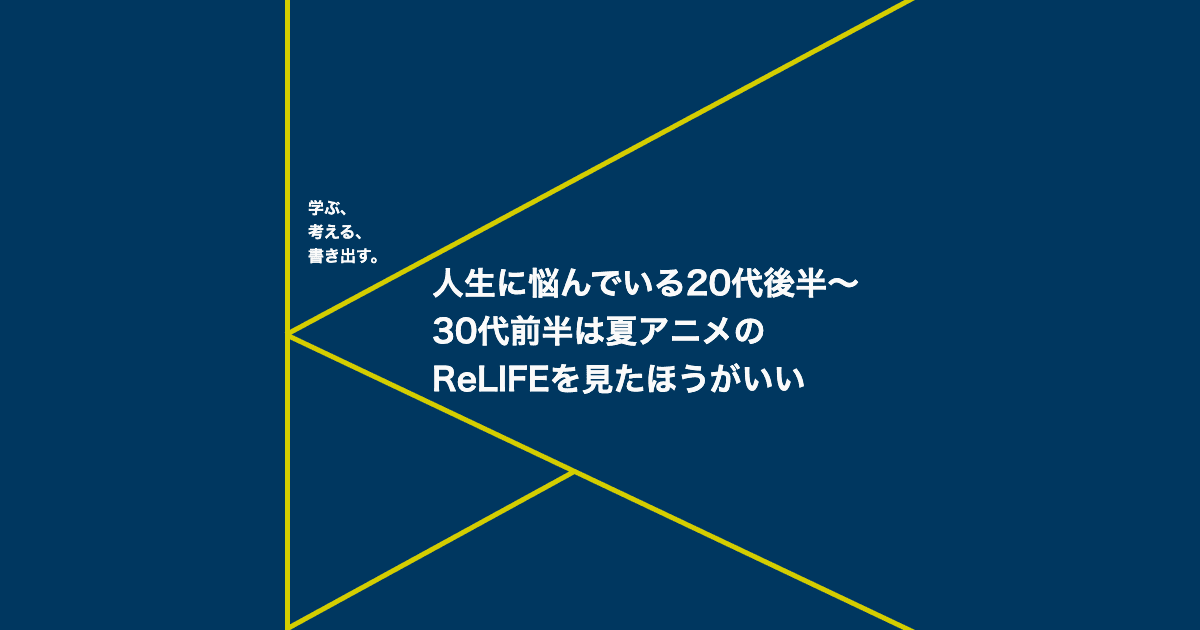 学ぶ、
考える、
書き出す。
人生に悩んでいる20代後半〜
30代前半は夏アニメの
ReLIFEを見たほうがいい